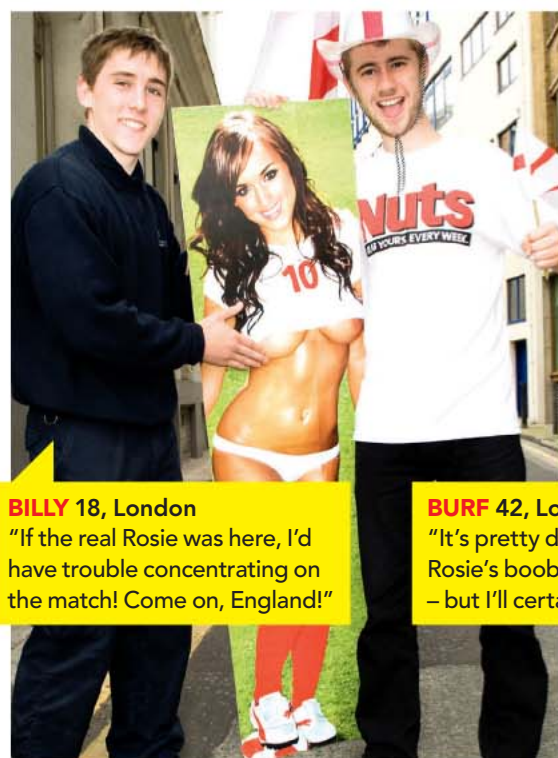 10
Nuts
YOURS EVERY WEEK
BILLY 18, London
“If the real Rosie was here, I’d
have trouble concentrating on
the match! Come on, England!”
BURF 42, Lo
“It’s pretty d
Rosie’s boob
– but I’ll certa